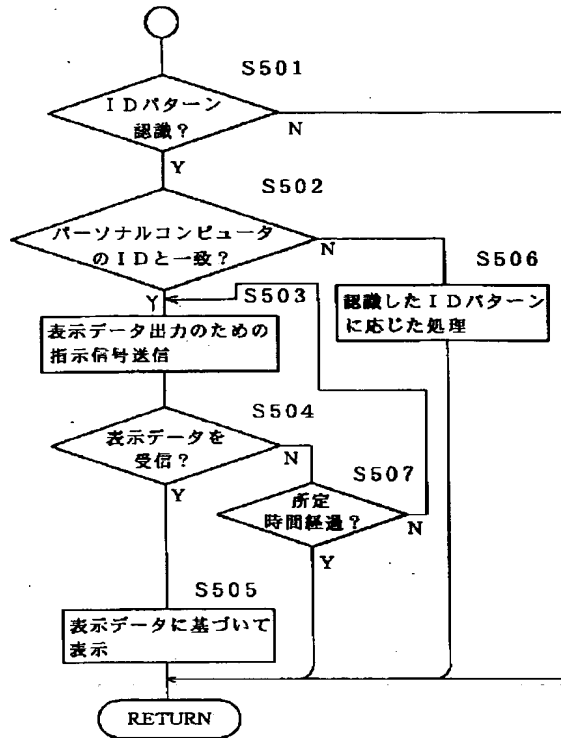 S501
IDパターン
認識？
N
Y
S502
パーソナルコンピュータ
のIDと一致？
N
Y
S503
S506
表示データ出力のための
指示信号送信
認識したIDパターン
に応じた処理
S504
表示データを
受信？
N
Y
S507
所定
時間経過？
N
Y
S505
表示データに基づいて
表示
RETURN